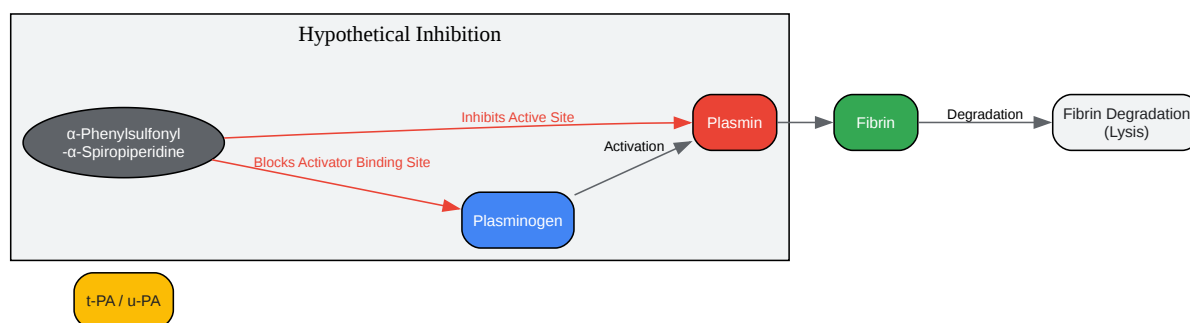 Hypothetical Inhibition
α-Phenylsulfonyl
-α-Spiropiperidine
Inhibits Active Site
Blocks Activator Binding Site
Activation
Plasmin
Plasminogen
Fibrin
Degradation
Fibrin Degradation
(Lysis)
t-PA / u-PA